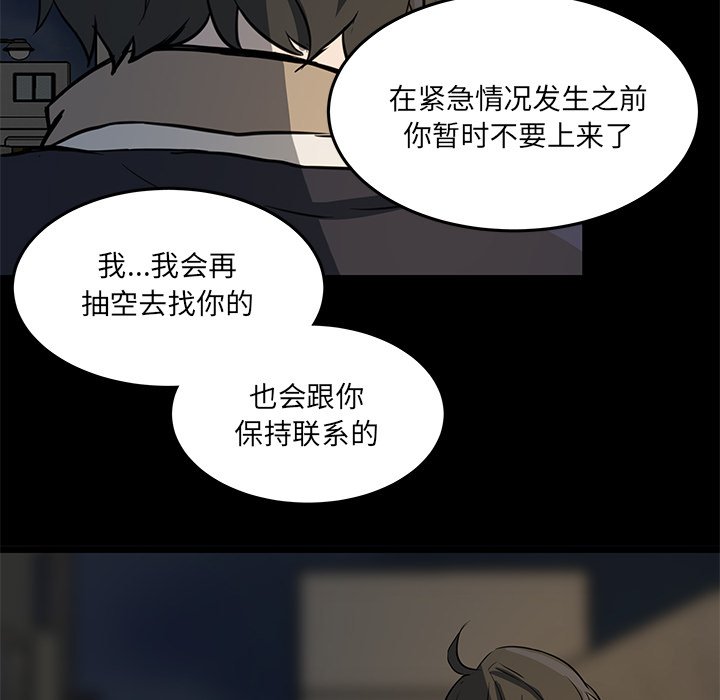 在紧急情况发生之前
你暂时不要上来了
我...我会再
抽空去找你的
也会跟你
保持联系的